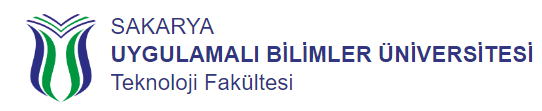 SAKARYA
UYGULAMALI BİLİMLER ÜNİVERSİTESİ
Teknoloji Fakültesi